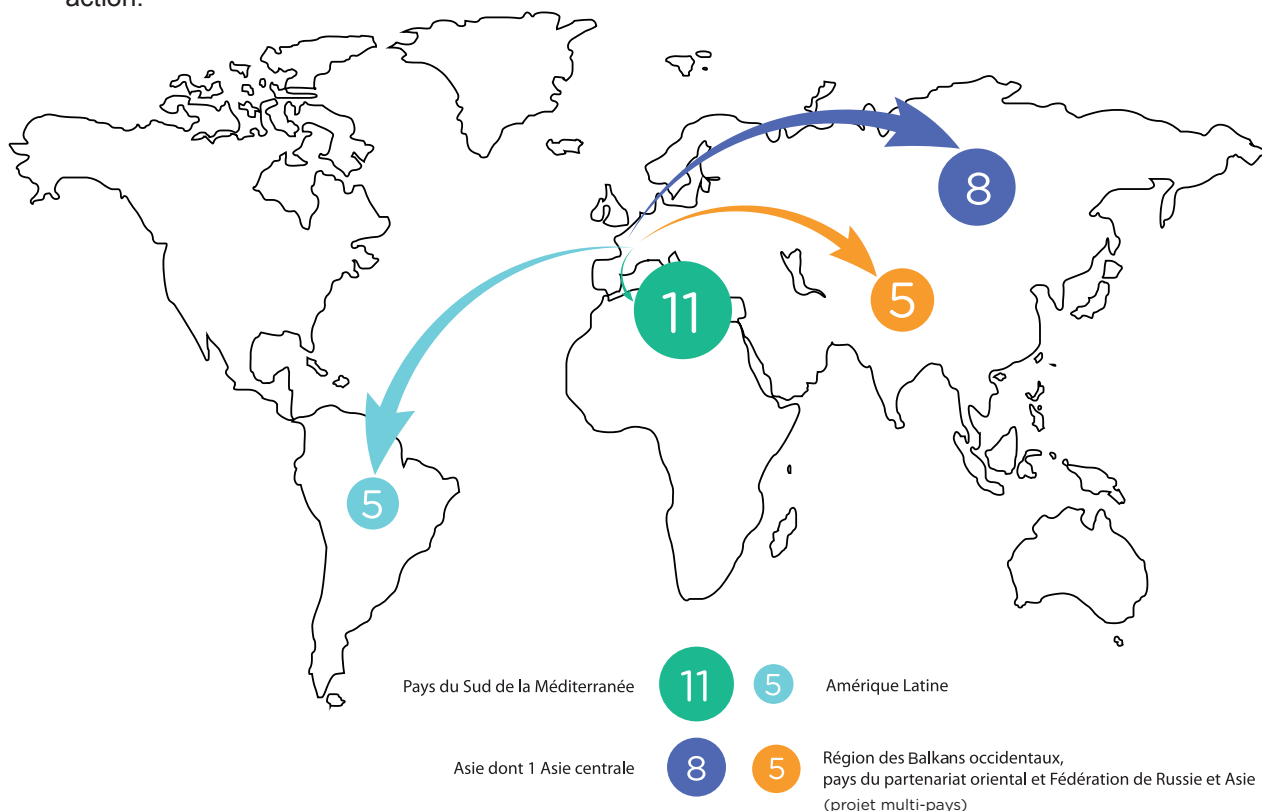 action.
8
5
11
5
Pays du Sud de la Méditerranée 11 5 Amérique Latine
Asie dont 1 Asie centrale 8 5 Région des Balkans occidentaux,
pays du partenariat oriental et Fédération de Russie et Asie
(projet multi-pays)